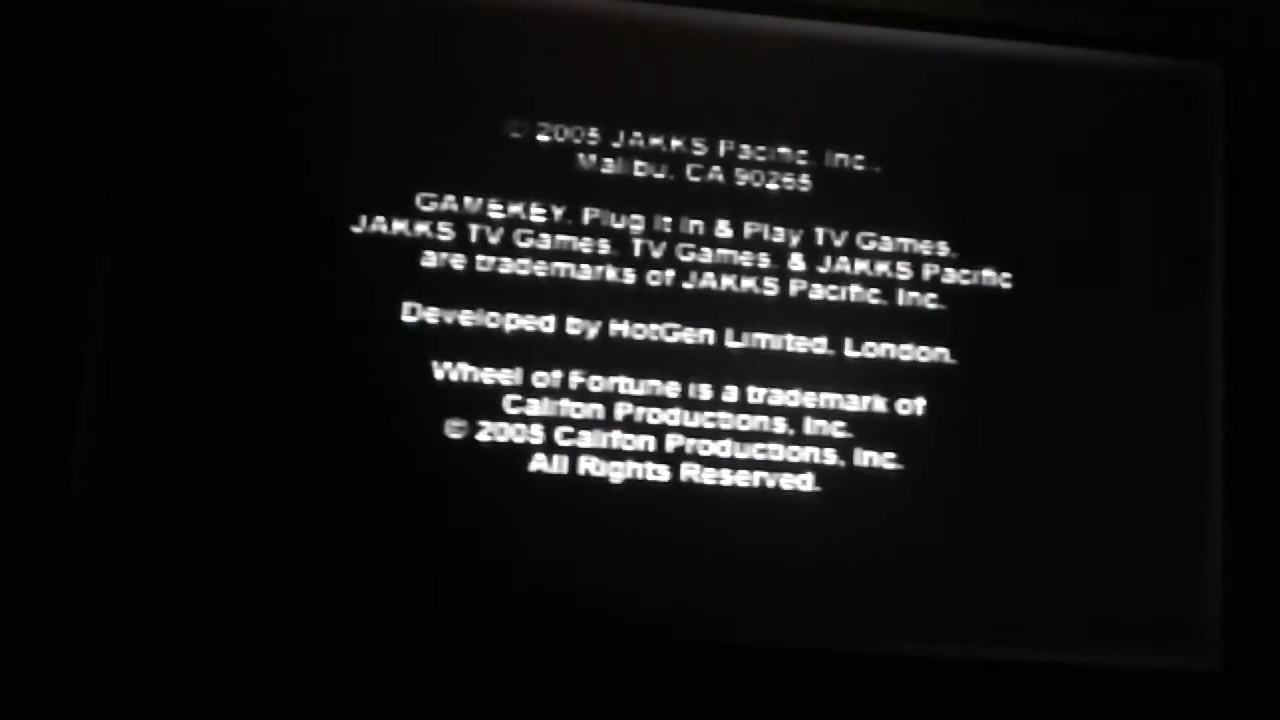 © 2005 JAKKS Pacific, Inc.,
Malibu, CA 90265
GAMEKEY, Plug It In & Play TV Games,
JAKKS TV Games, TV Games, & JAKKS Pacific
are trademarks of JAKKS Pacific, Inc.
Developed by HotGen Limited, London.
Wheel of Fortune is a trademark of
Califon Productions, Inc.
© 2005 Califon Productions, Inc.
All Rights Reserved.